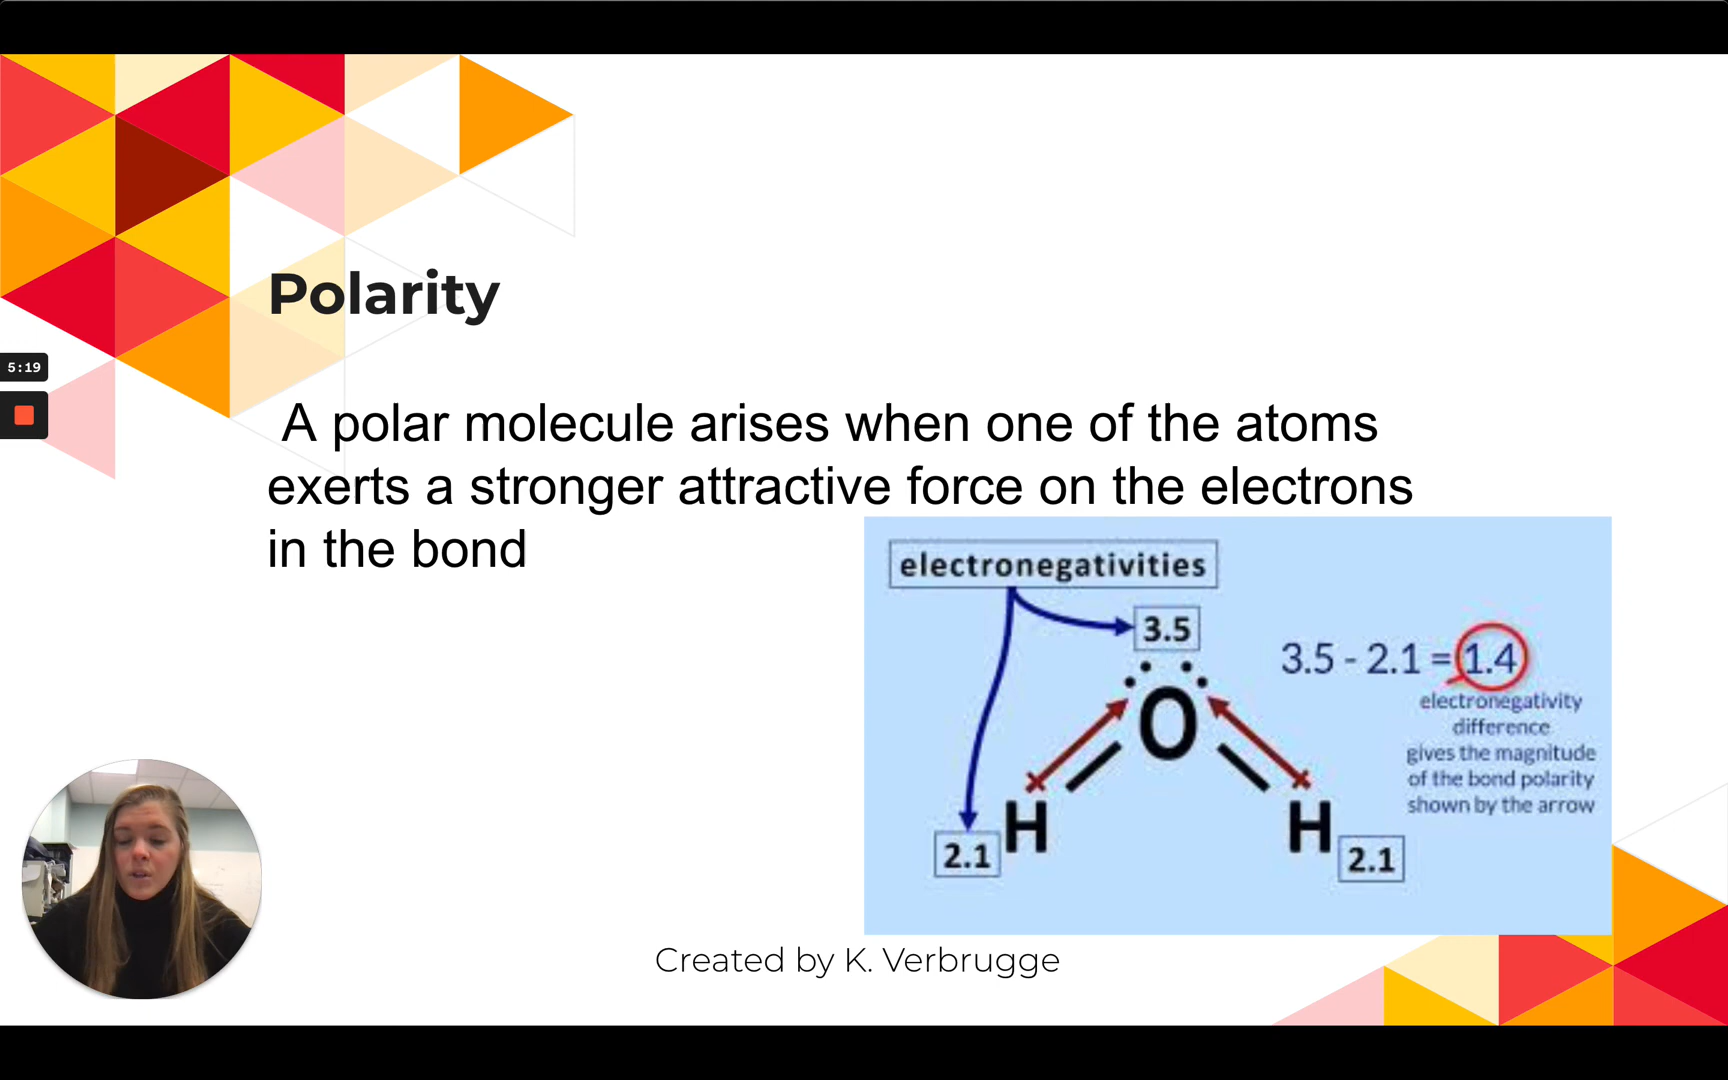 Polarity
5:19
A polar molecule arises when one of the atoms
exerts a stronger attractive force on the electrons
in the bond
electronegativities
3.5
3.5 - 2.1 = 1.4
electronegativity
difference
gives the magnitude
of the bond polarity
shown by the arrow
O
H
H
2.1
2.1
Created by K. Verbrugge